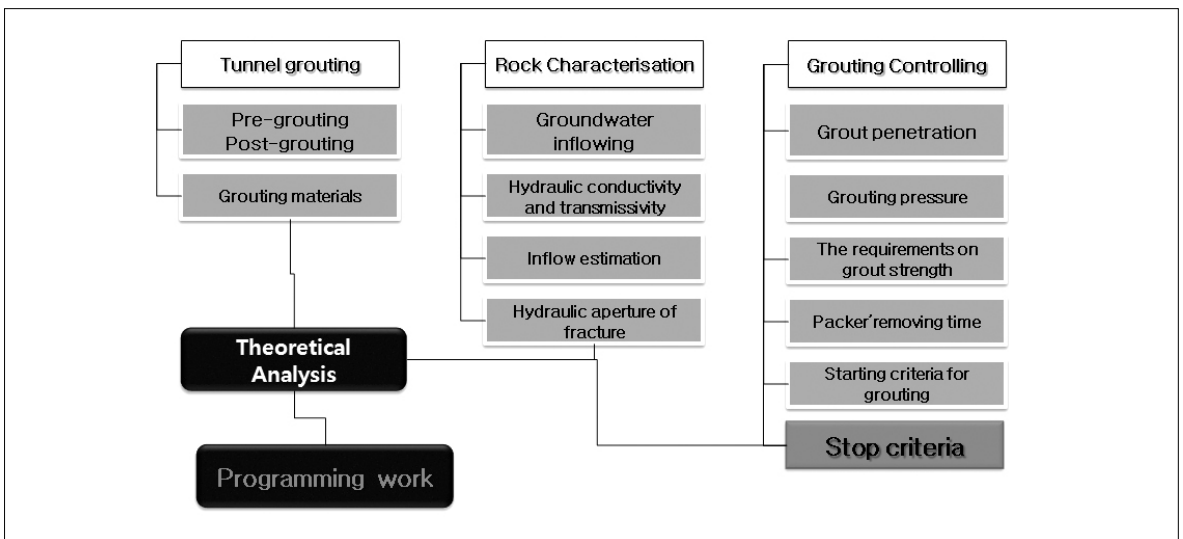 Tunnel grouting
Pre-grouting
Post-grouting
Grouting materials
Theoretical
Analysis
Programming work
Rock Characterisation
Groundwater
inflowing
Hydraulic conductivity
and transmissivity
Inflow estimation
Hydraulic aperture of
fracture
Grouting Controlling
Grout penetration
Grouting pressure
The requirements on
grout strength
Packer'removing time
Starting criteria for
grouting
Stop criteria